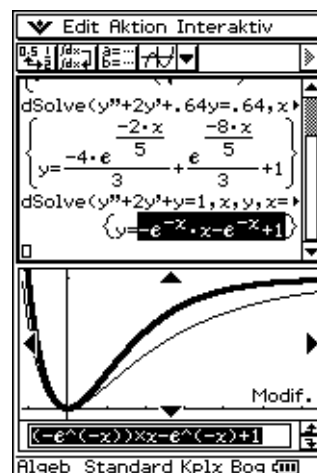 Edit Aktion Interaktiv
dSolve(y''+2y'+.64y=.64,x
{y=-4·e^(-2·x/5)/3+e^(-8·x/5)/3+1}
dSolve(y''+2y'+y=1,x,y,x=
{y=-e^-x·x-e^-x+1}
Modif.
(-e^(-x))×x-e^(-x)+1
Algeb Standard Kplx Bog